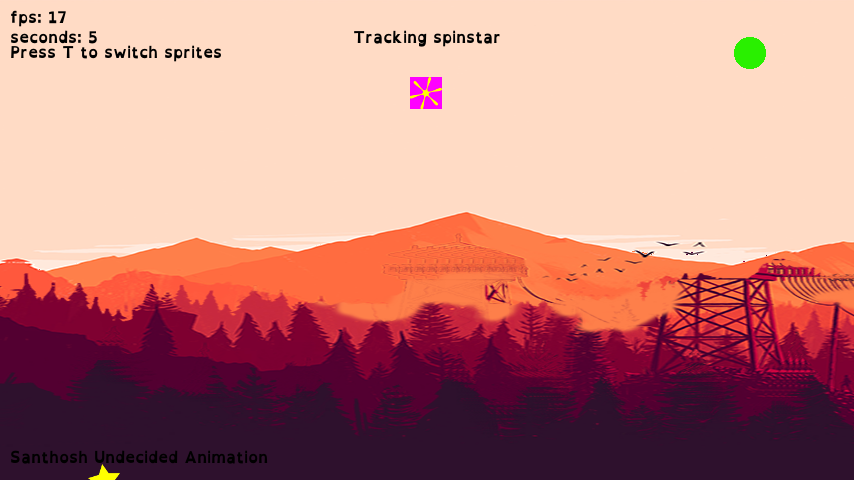 fps: 17
seconds: 5
Press T to switch sprites
Tracking spinstar
Santhosh Undecided Animation